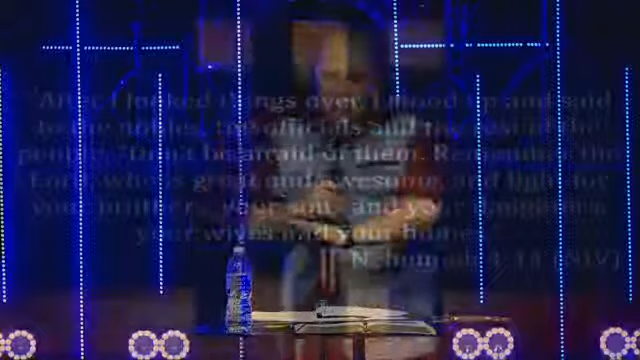 "After I looked things over, I stood up and said
to the nobles, the officials and the rest of the
people, "Don't be afraid of them. Remember the
Lord, who is great and awesome, and fight for
your brothers, your sons and your daughters,
your wives and your homes.
Nehemiah 4:14 (NIV)